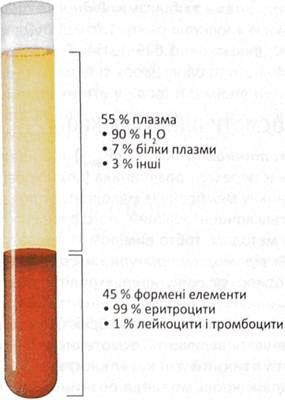 55 % плазма
• 90 % H₂O
• 7 % білки плазми
• 3 % інші
45 % формені елементи
• 99 % еритроцити
• 1 % лейкоцити і тромбоцити